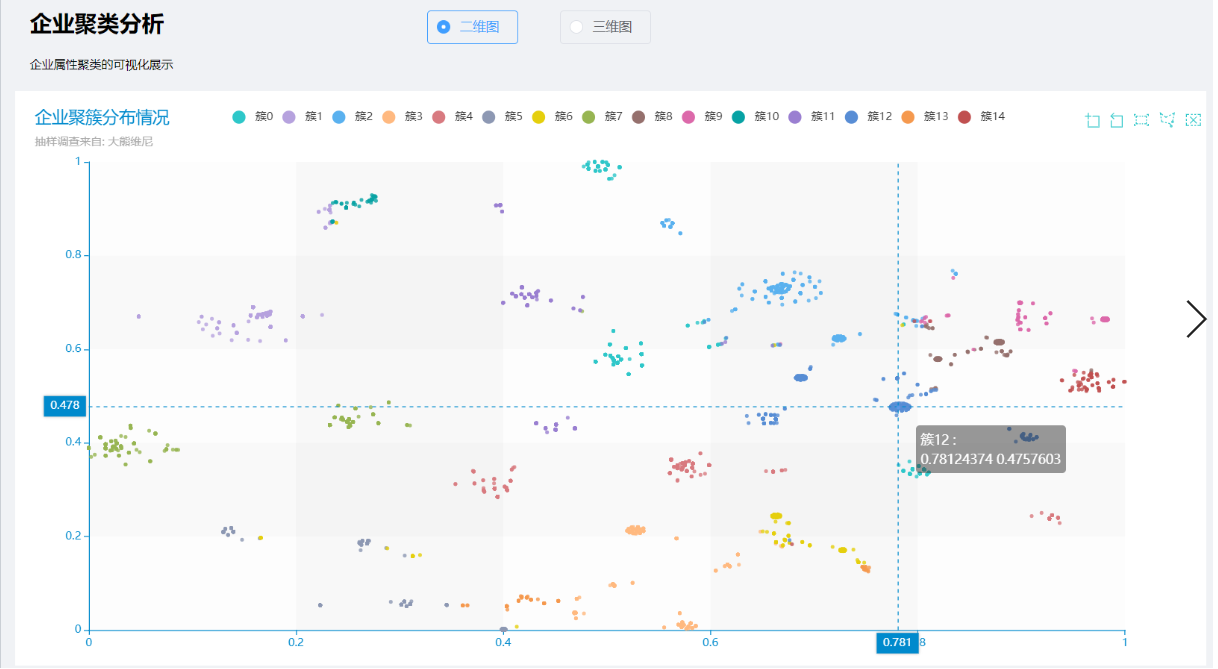 企业聚类分析
二维图
三维图
企业属性聚类的可视化展示
企业聚簇分布情况
簇0 簇1 簇2 簇3 簇4 簇5 簇6 簇7 簇8 簇9 簇10 簇11 簇12 簇13 簇14
抽样调查来自: 大熊维尼
1
0.8
0.6
0.478
0.4
簇12 :
0.78124374 0.4757603
0.2
0
0 0.2 0.4 0.6 0.781 8 1